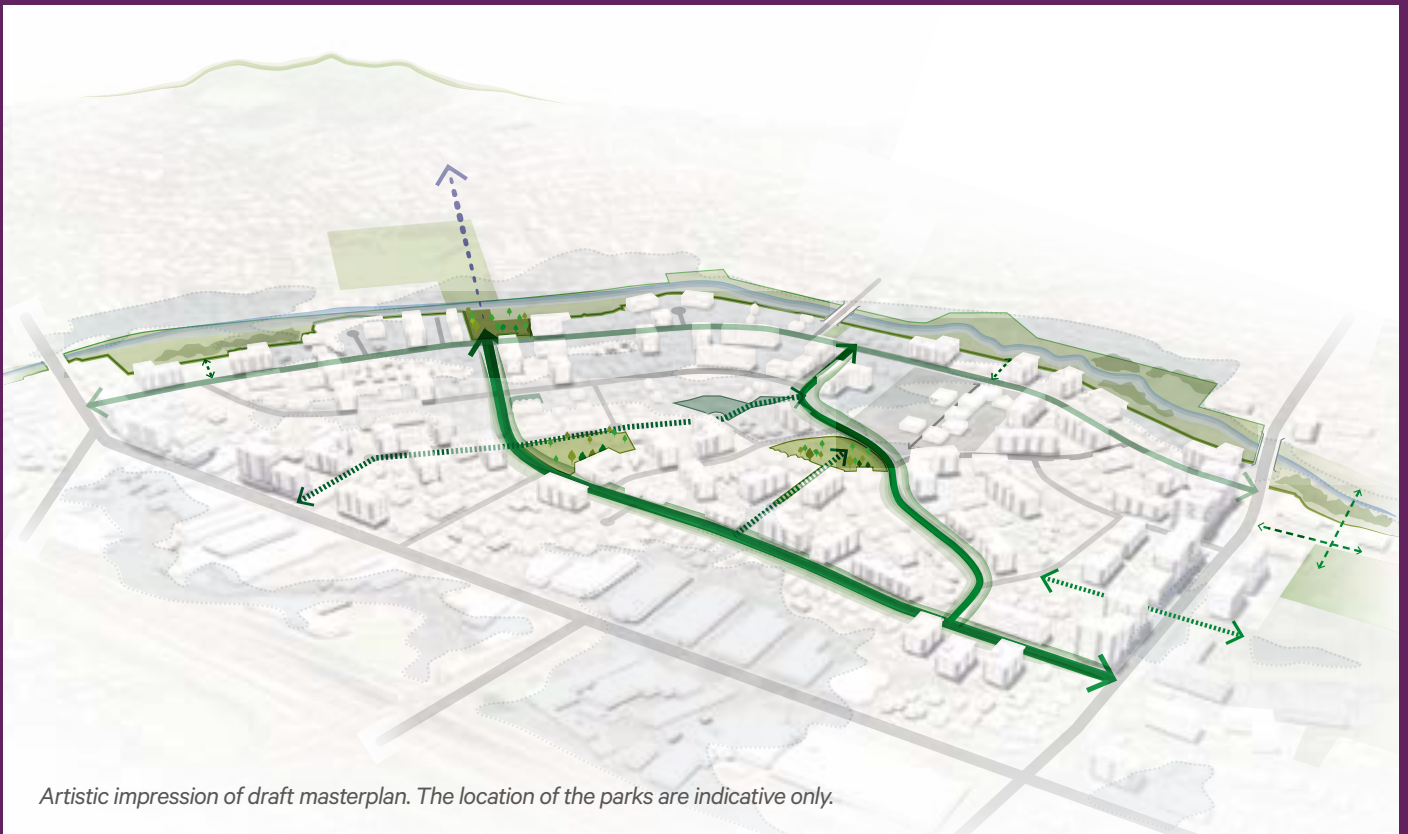 Artistic impression of draft masterplan. The location of the parks are indicative only.